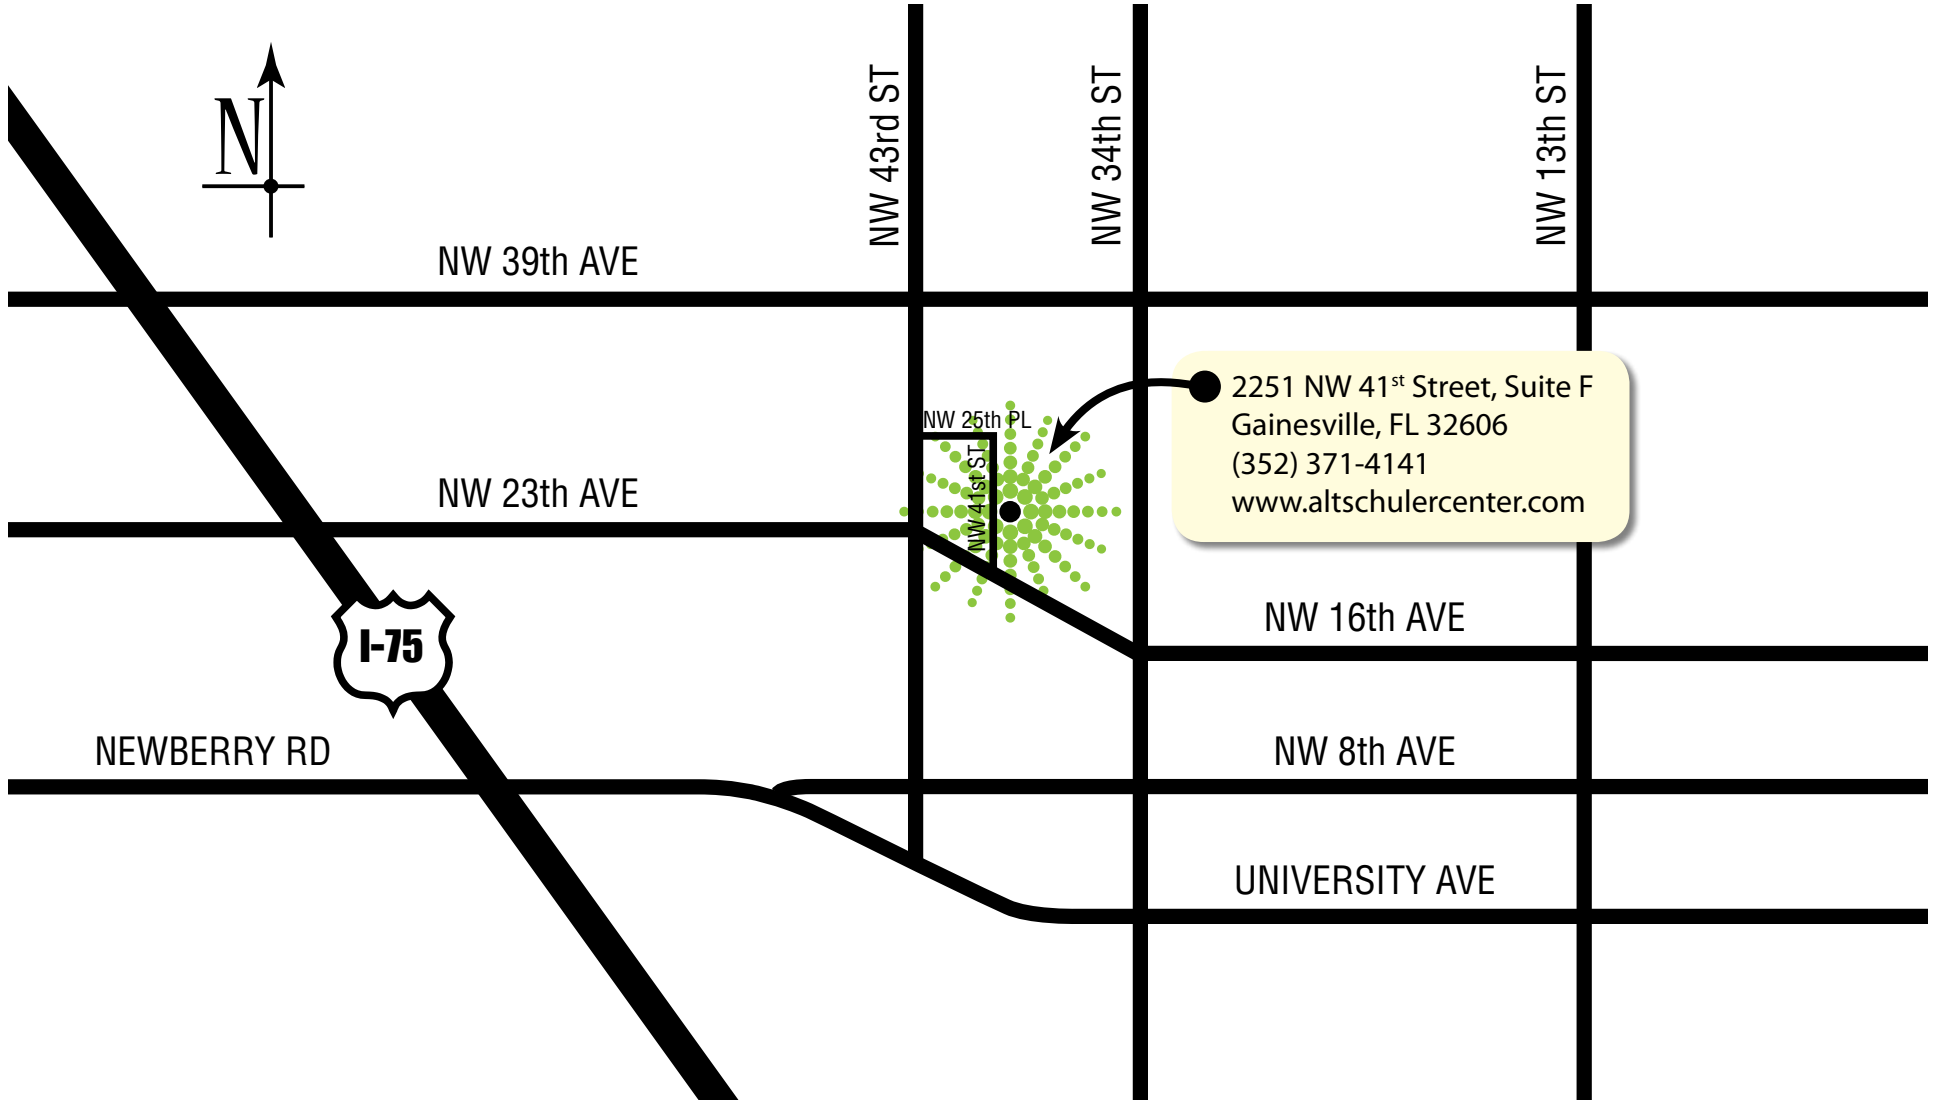 N
NW 43rd ST
NW 34th ST
NW 13th ST
NW 39th AVE
2251 NW 41st Street, Suite F
Gainesville, FL 32606
(352) 371-4141
www.altschulercenter.com
NW 25th PL
NW 41st ST
NW 23th AVE
NW 16th AVE
I-75
NEWBERRY RD
NW 8th AVE
UNIVERSITY AVE